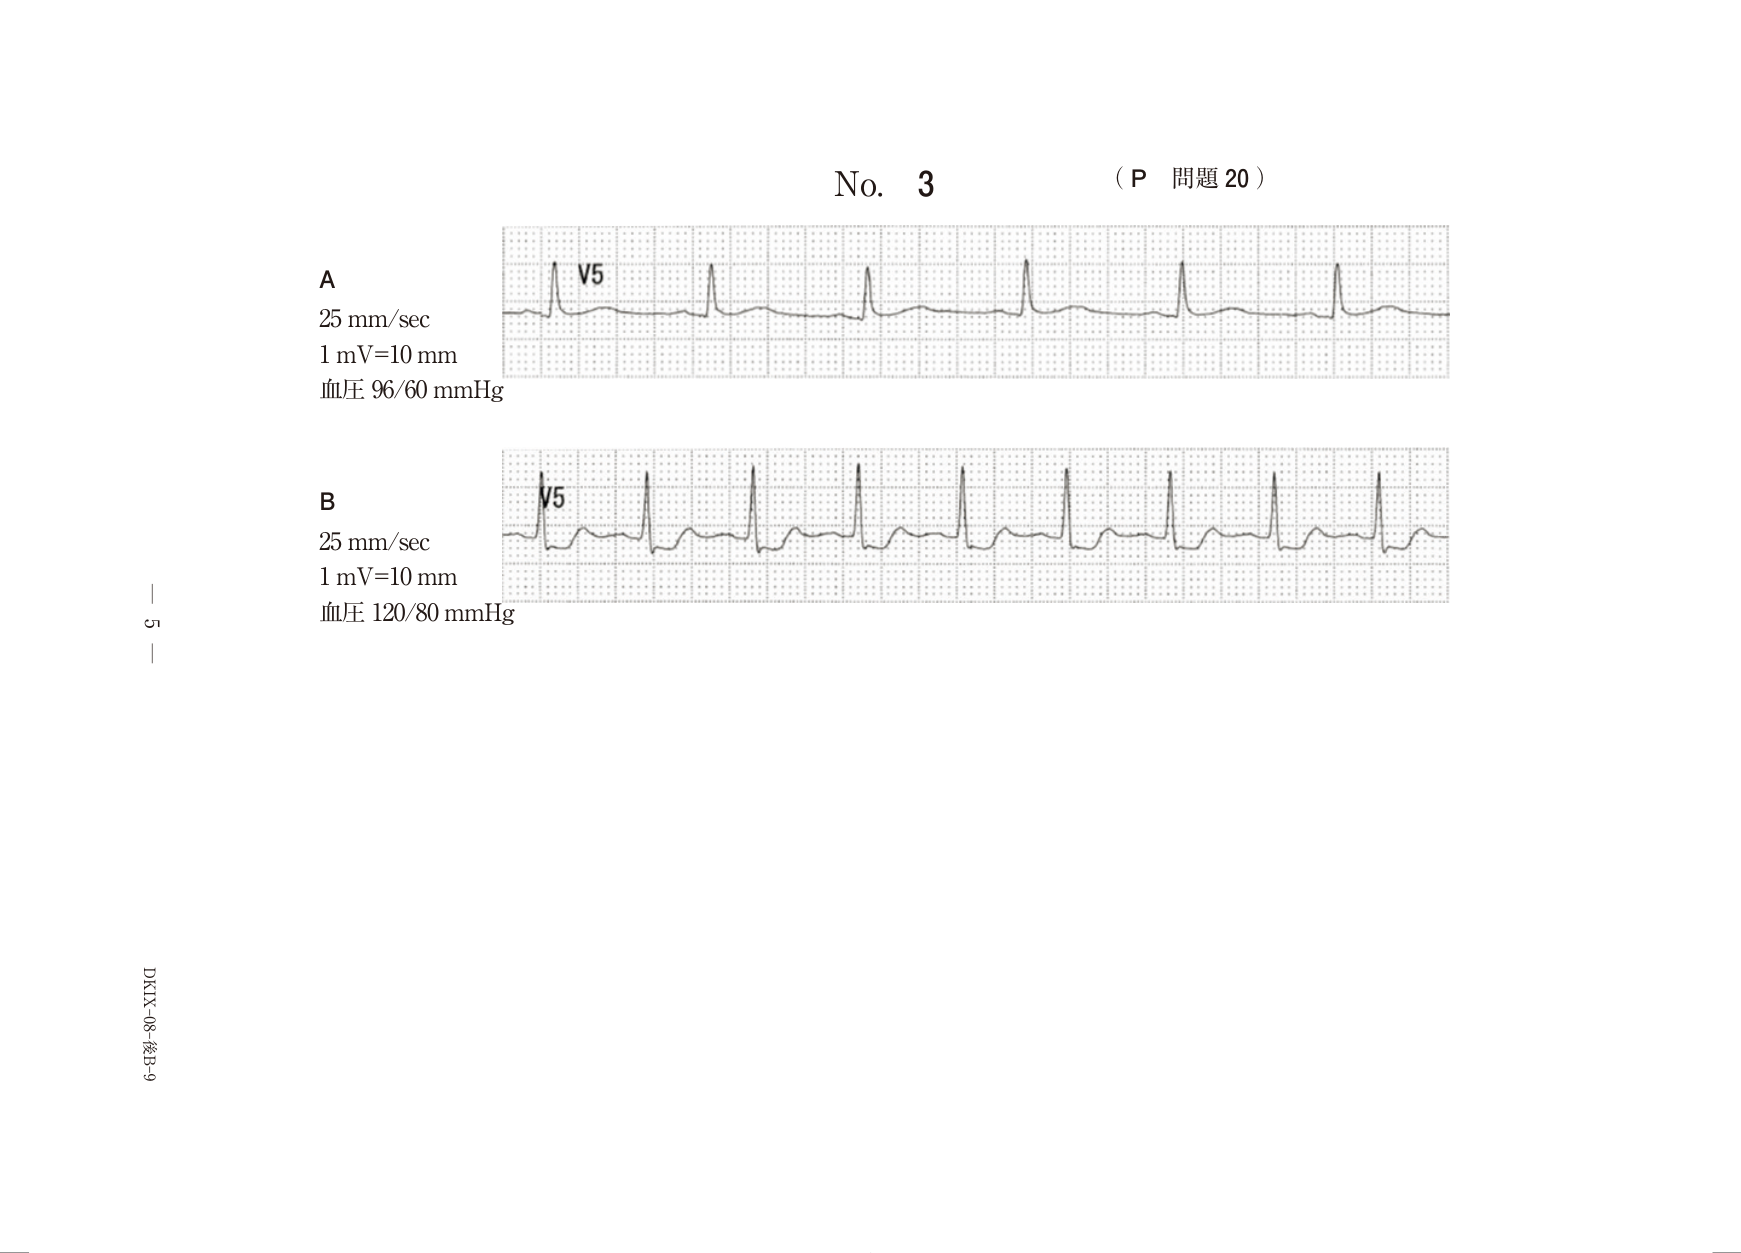 No. 3 （P 問題 20）
A
25 mm/sec
1 mV=10 mm
血圧 96/60 mmHg
V5
B
25 mm/sec
1 mV=10 mm
血圧 120/80 mmHg
V5
— 5 —
DKIX-08-後B-9